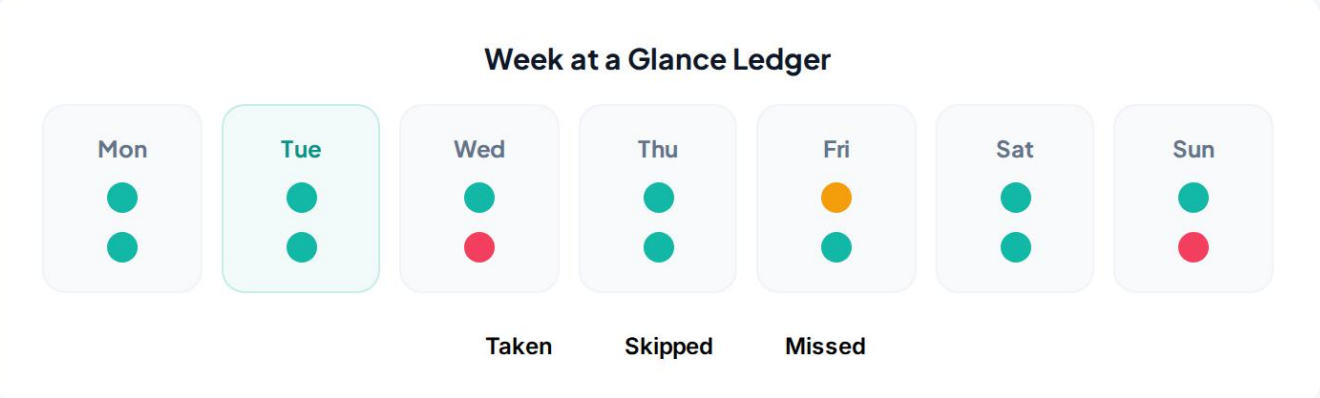 Week at a Glance Ledger
Mon Tue Wed Thu Fri Sat Sun
Taken Skipped Missed